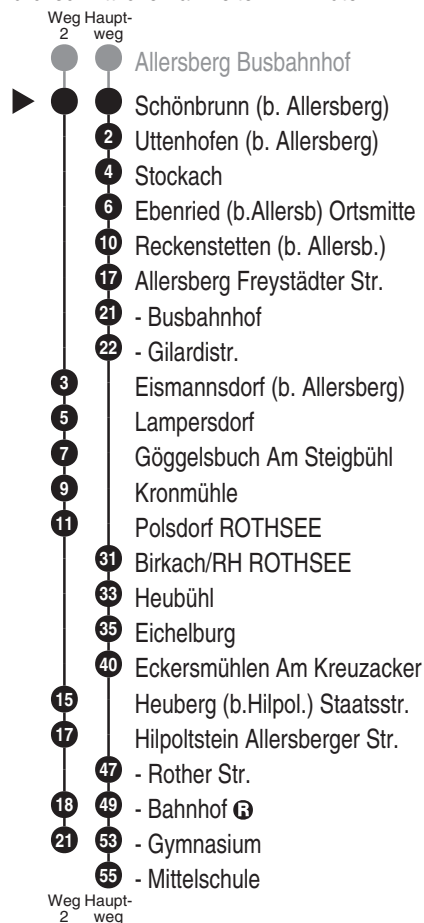 Weg Haupt-
2 weg
Allersberg Busbahnhof
Schönbrunn (b. Allersberg)
2 Uttenhofen (b. Allersberg)
4 Stockach
6 Ebenried (b.Allersb) Ortsmitte
10 Reckenstetten (b. Allersb.)
17 Allersberg Freystädter Str.
21 - Busbahnhof
22 - Gilardistr.
3 Eismannsdorf (b. Allersberg)
5 Lampersdorf
7 Göggelsbuch Am Steigbühl
9 Kronmühle
11 Polsdorf ROTHSEE
31 Birkach/RH ROTHSEE
33 Heubühl
35 Eichelburg
40 Eckersmühlen Am Kreuzacker
15 Heuberg (b.Hilpol.) Staatsstr.
17 Hilpoltstein Allersberger Str.
47 - Rother Str.
18 49 - Bahnhof R
21 53 - Gymnasium
55 - Mittelschule
Weg Haupt-
2 weg